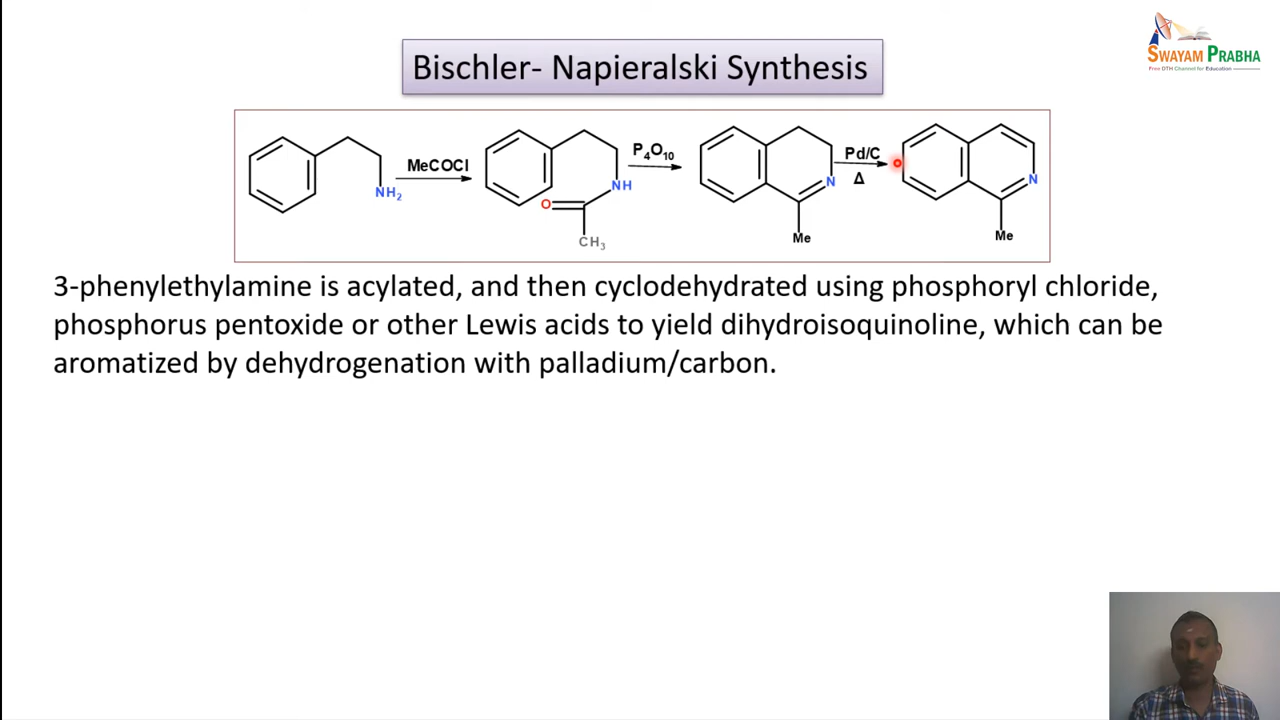 SWAYAM PRABHA
Free DTH Channel for Education
Bischler- Napieralski Synthesis
MeCOCl
NH2
O
NH
CH3
P4O10
N
Me
Pd/C
Δ
N
Me
3-phenylethylamine is acylated, and then cyclodehydrated using phosphoryl chloride,
phosphorus pentoxide or other Lewis acids to yield dihydroisoquinoline, which can be
aromatized by dehydrogenation with palladium/carbon.